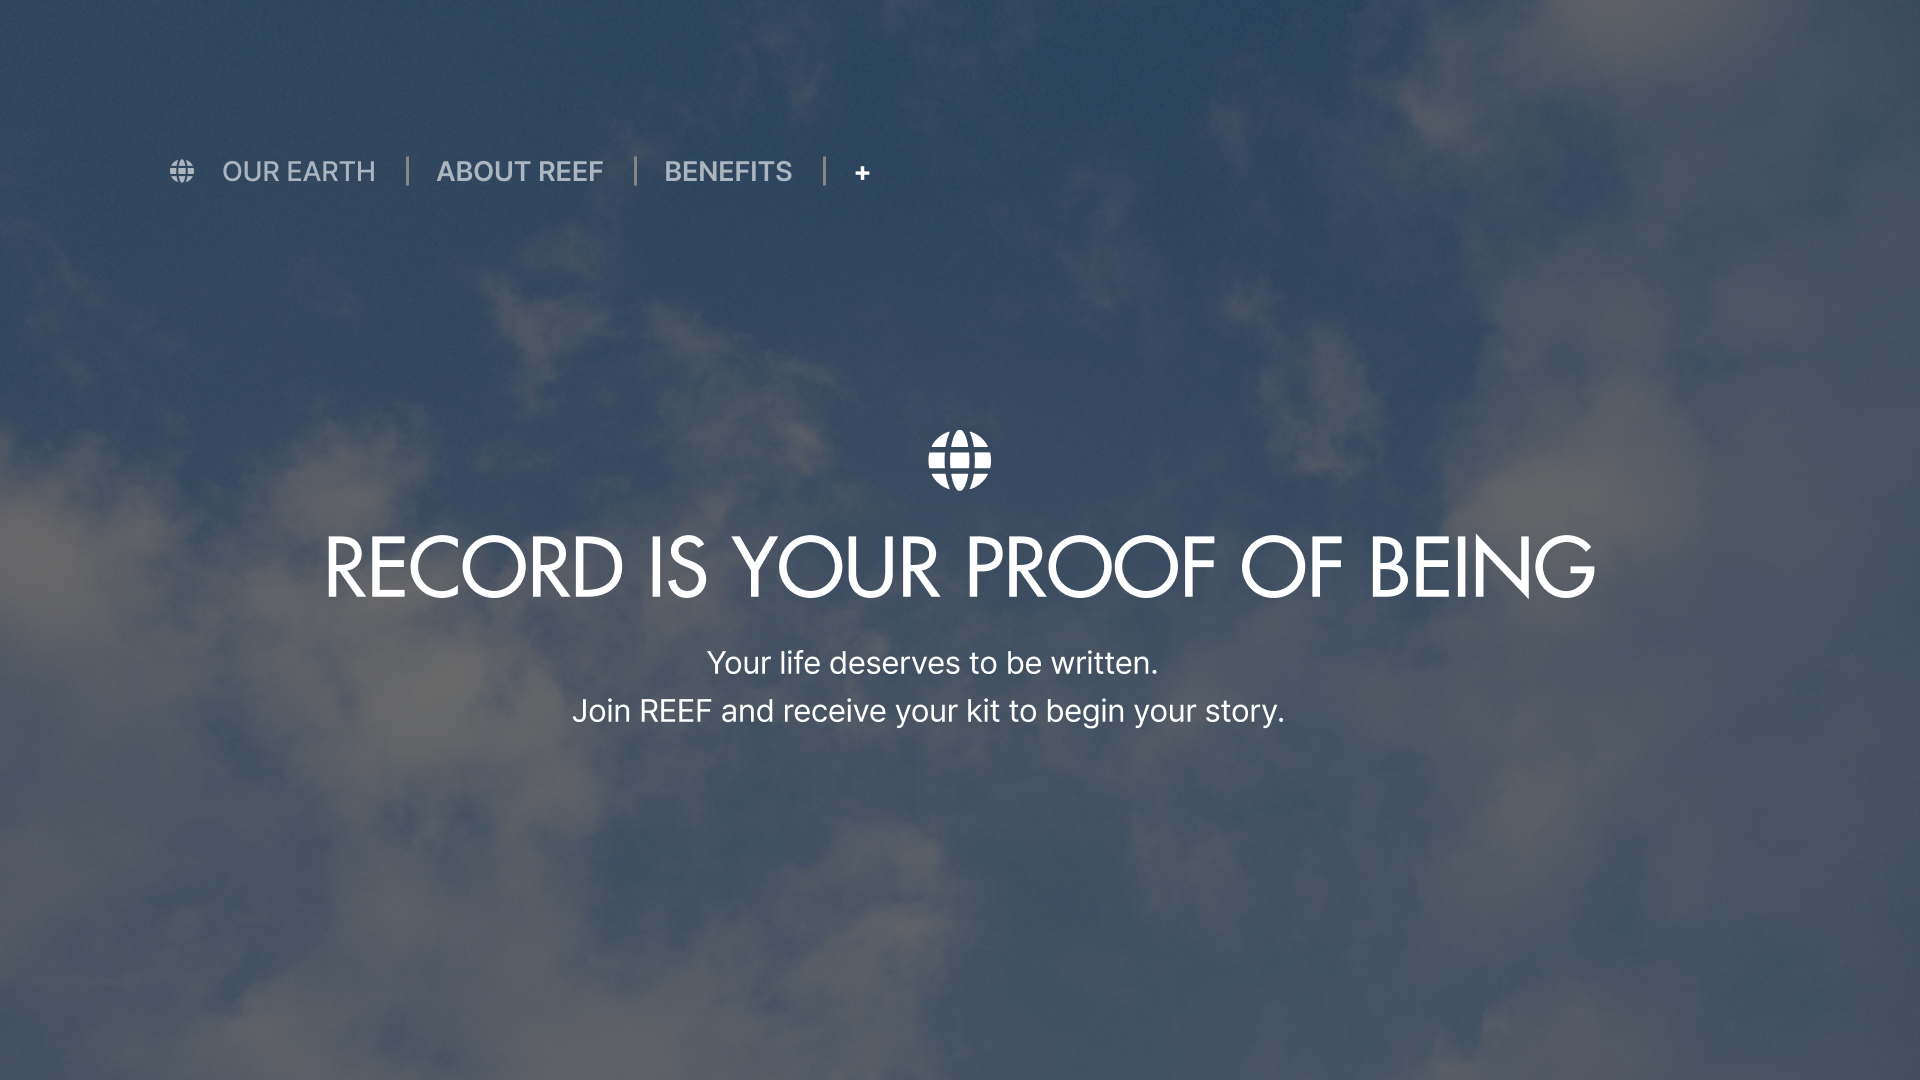 OUR EARTH | ABOUT REEF | BENEFITS | +
RECORD IS YOUR PROOF OF BEING
Your life deserves to be written.
Join REEF and receive your kit to begin your story.